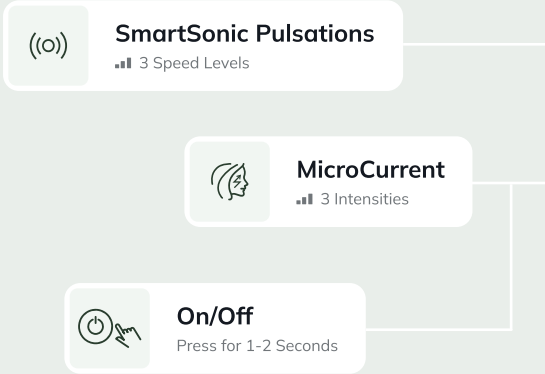 SmartSonic Pulsations
3 Speed Levels
MicroCurrent
3 Intensities
On/Off
Press for 1-2 Seconds